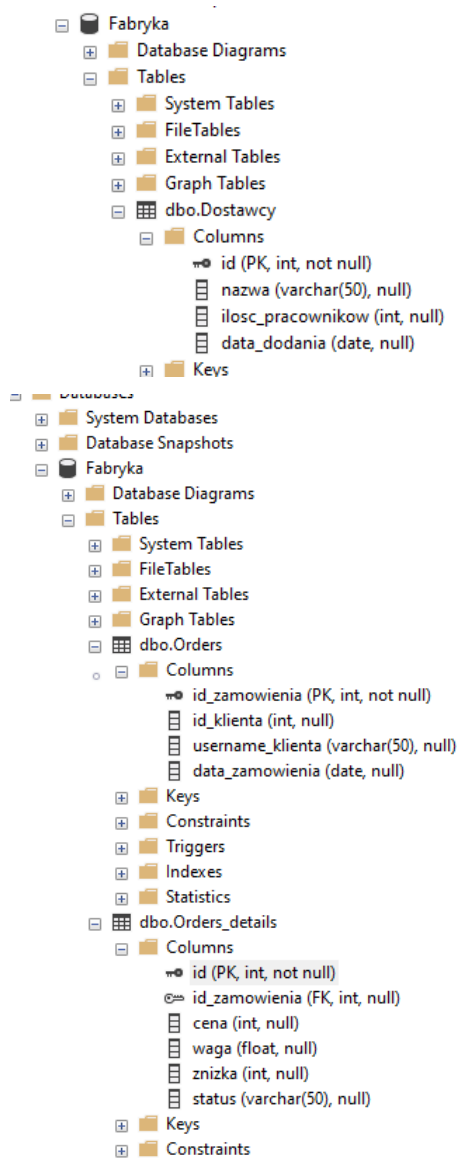 Fabryka
Database Diagrams
Tables
System Tables
FileTables
External Tables
Graph Tables
dbo.Dostawcy
Columns
id (PK, int, not null)
nazwa (varchar(50), null)
ilosc_pracownikow (int, null)
data_dodania (date, null)
Keys
Databases
System Databases
Database Snapshots
Fabryka
Database Diagrams
Tables
System Tables
FileTables
External Tables
Graph Tables
dbo.Orders
Columns
id_zamowienia (PK, int, not null)
id_klienta (int, null)
username_klienta (varchar(50), null)
data_zamowienia (date, null)
Keys
Constraints
Triggers
Indexes
Statistics
dbo.Orders_details
Columns
id (PK, int, not null)
id_zamowienia (FK, int, null)
cena (int, null)
waga (float, null)
znizka (int, null)
status (varchar(50), null)
Keys
Constraints